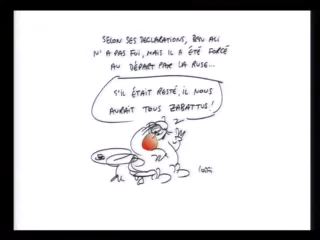 SELON SES DECLARATIONS, BEN ALI
N'A PAS FUI, MAIS IL A ÉTÉ FORCÉ
AU DÉPART PAR LA RUSE...
S'IL ÉTAIT RESTÉ, IL NOUS
AURAIT TOUS ZABATTUS!